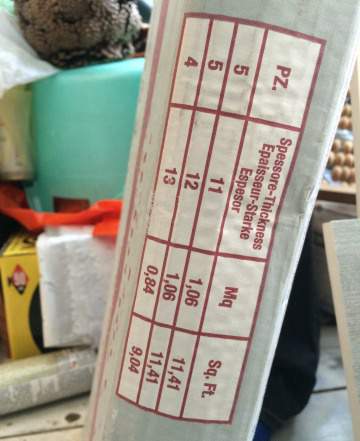 PZ. Spessore-Thickness Epaisseur-Stärke Espesor Mq Sq. Ft.
5 11 1,06 11,41
5 12 1,06 11,41
4 13 0,84 9,04